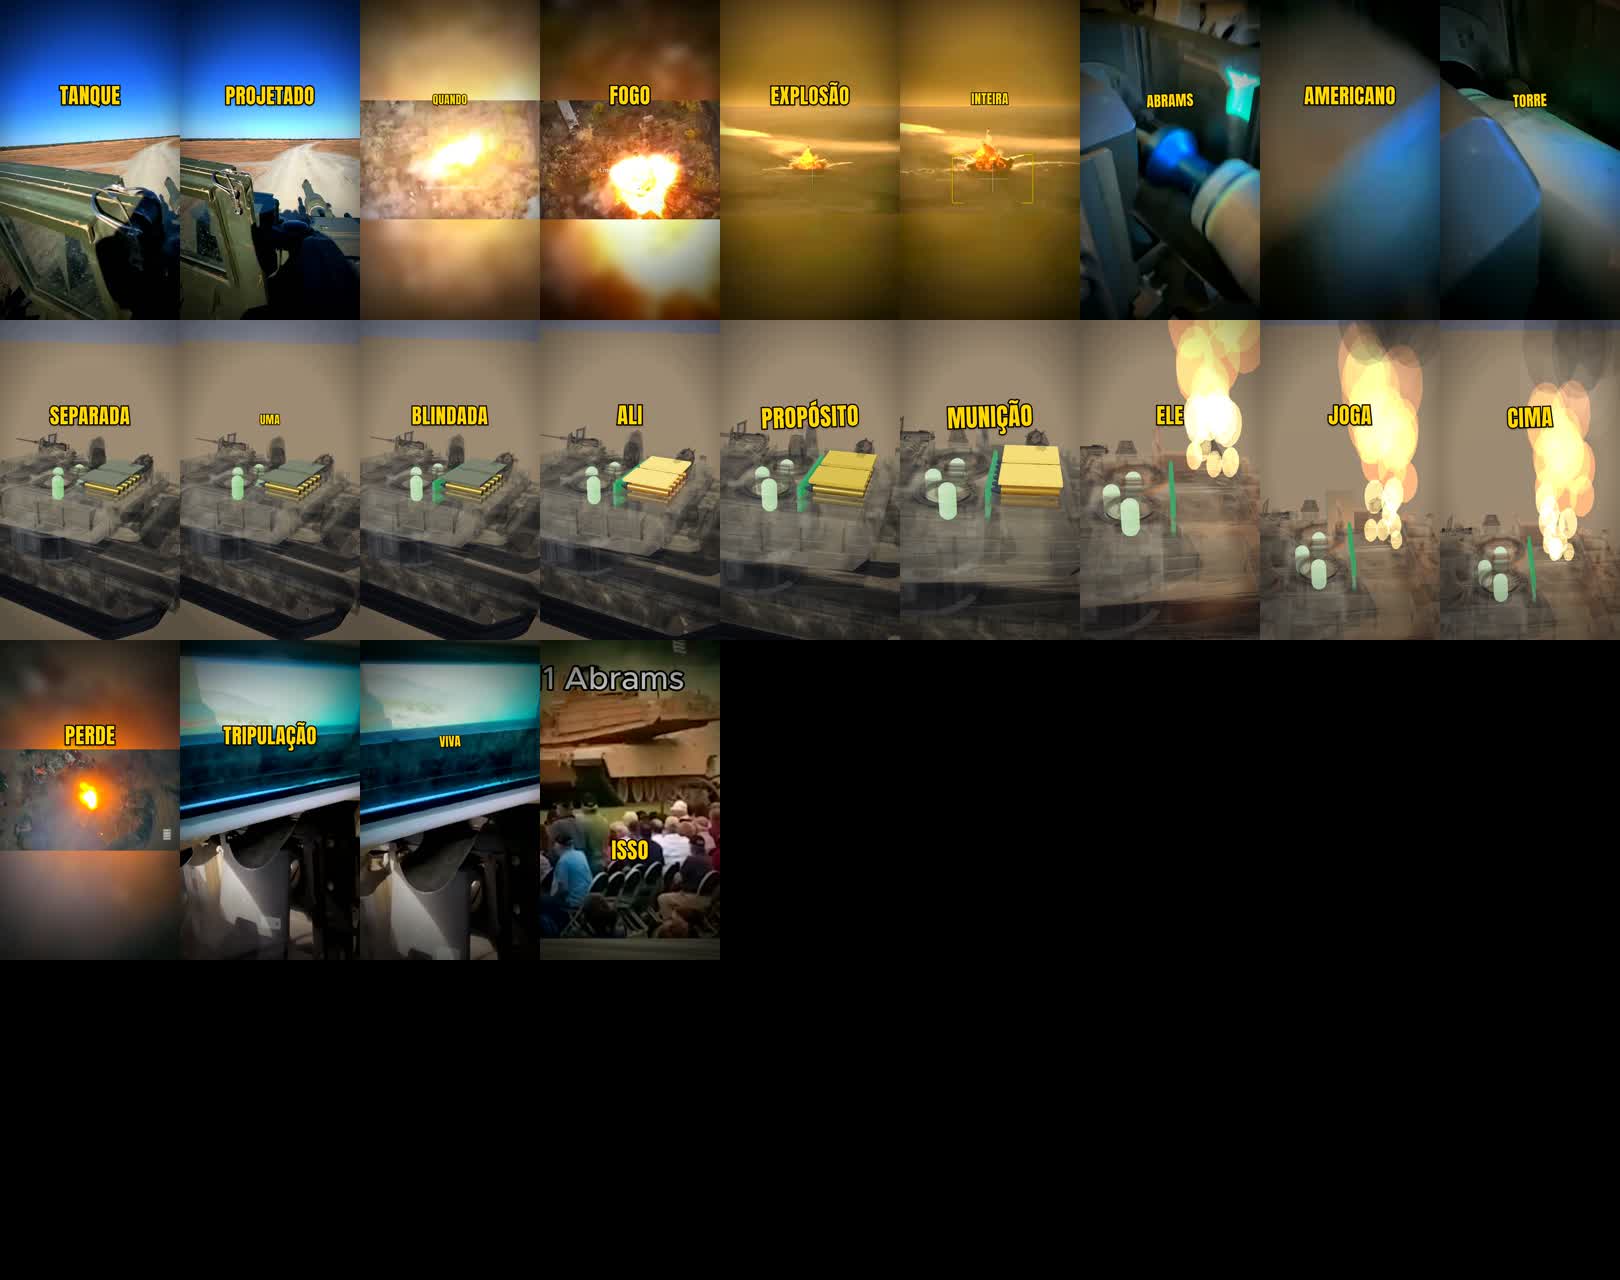 TANQUE
PROJETADO
QUANDO
FOGO
EXPLOSÃO
INTEIRA
ABRAMS
AMERICANO
TORRE
SEPARADA
UMA
BLINDADA
ALI
PROPÓSITO
MUNIÇÃO
ELE
JOGA
CIMA
PERDE
TRIPULAÇÃO
VIVA
1 Abrams
ISSO